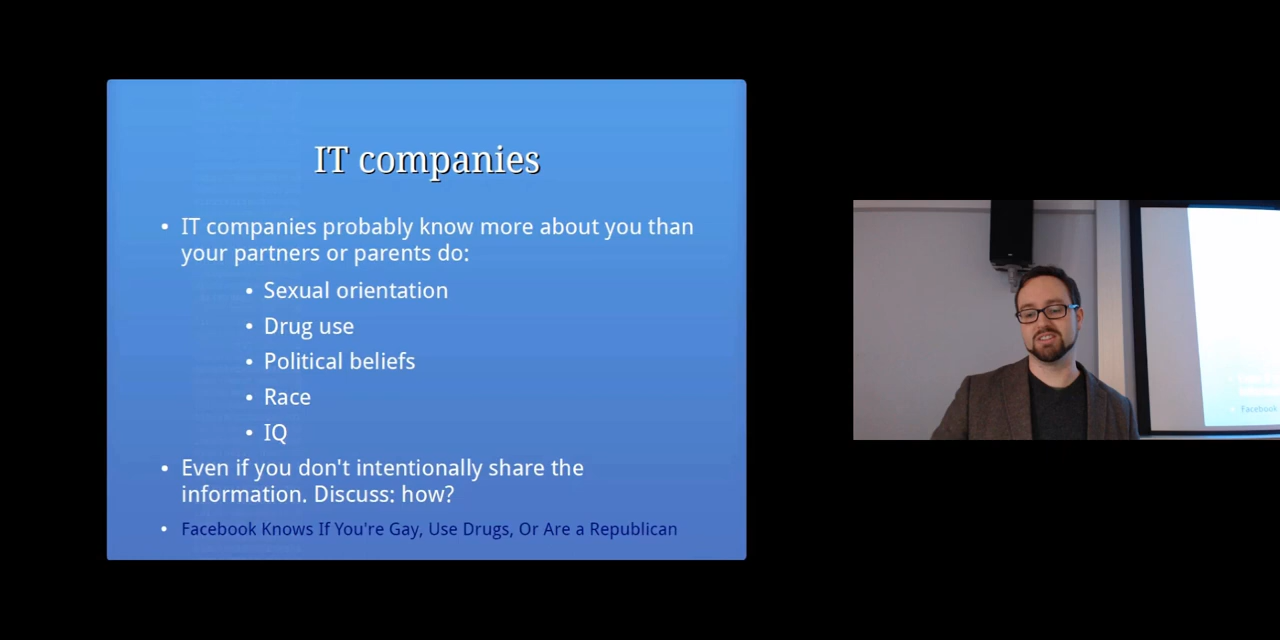 IT companies
• IT companies probably know more about you than
your partners or parents do:
• Sexual orientation
• Drug use
• Political beliefs
• Race
• IQ
• Even if you don't intentionally share the
information. Discuss: how?
• Facebook Knows If You're Gay, Use Drugs, Or Are a Republican
Facebook